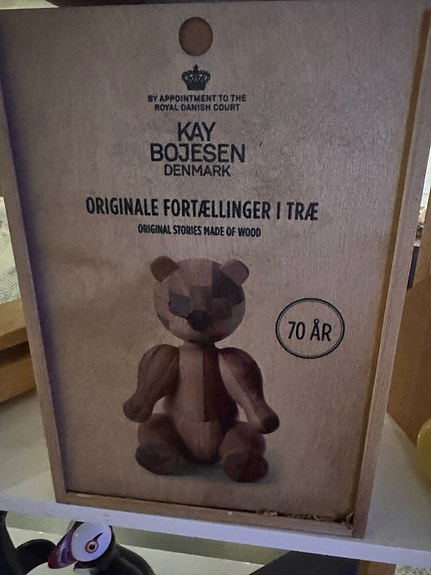 BY APPOINTMENT TO THE
ROYAL DANISH COURT
KAY
BOJESEN
DENMARK
ORIGINALE FORTÆLLINGER I TRÆ
ORIGINAL STORIES MADE OF WOOD
70 ÅR